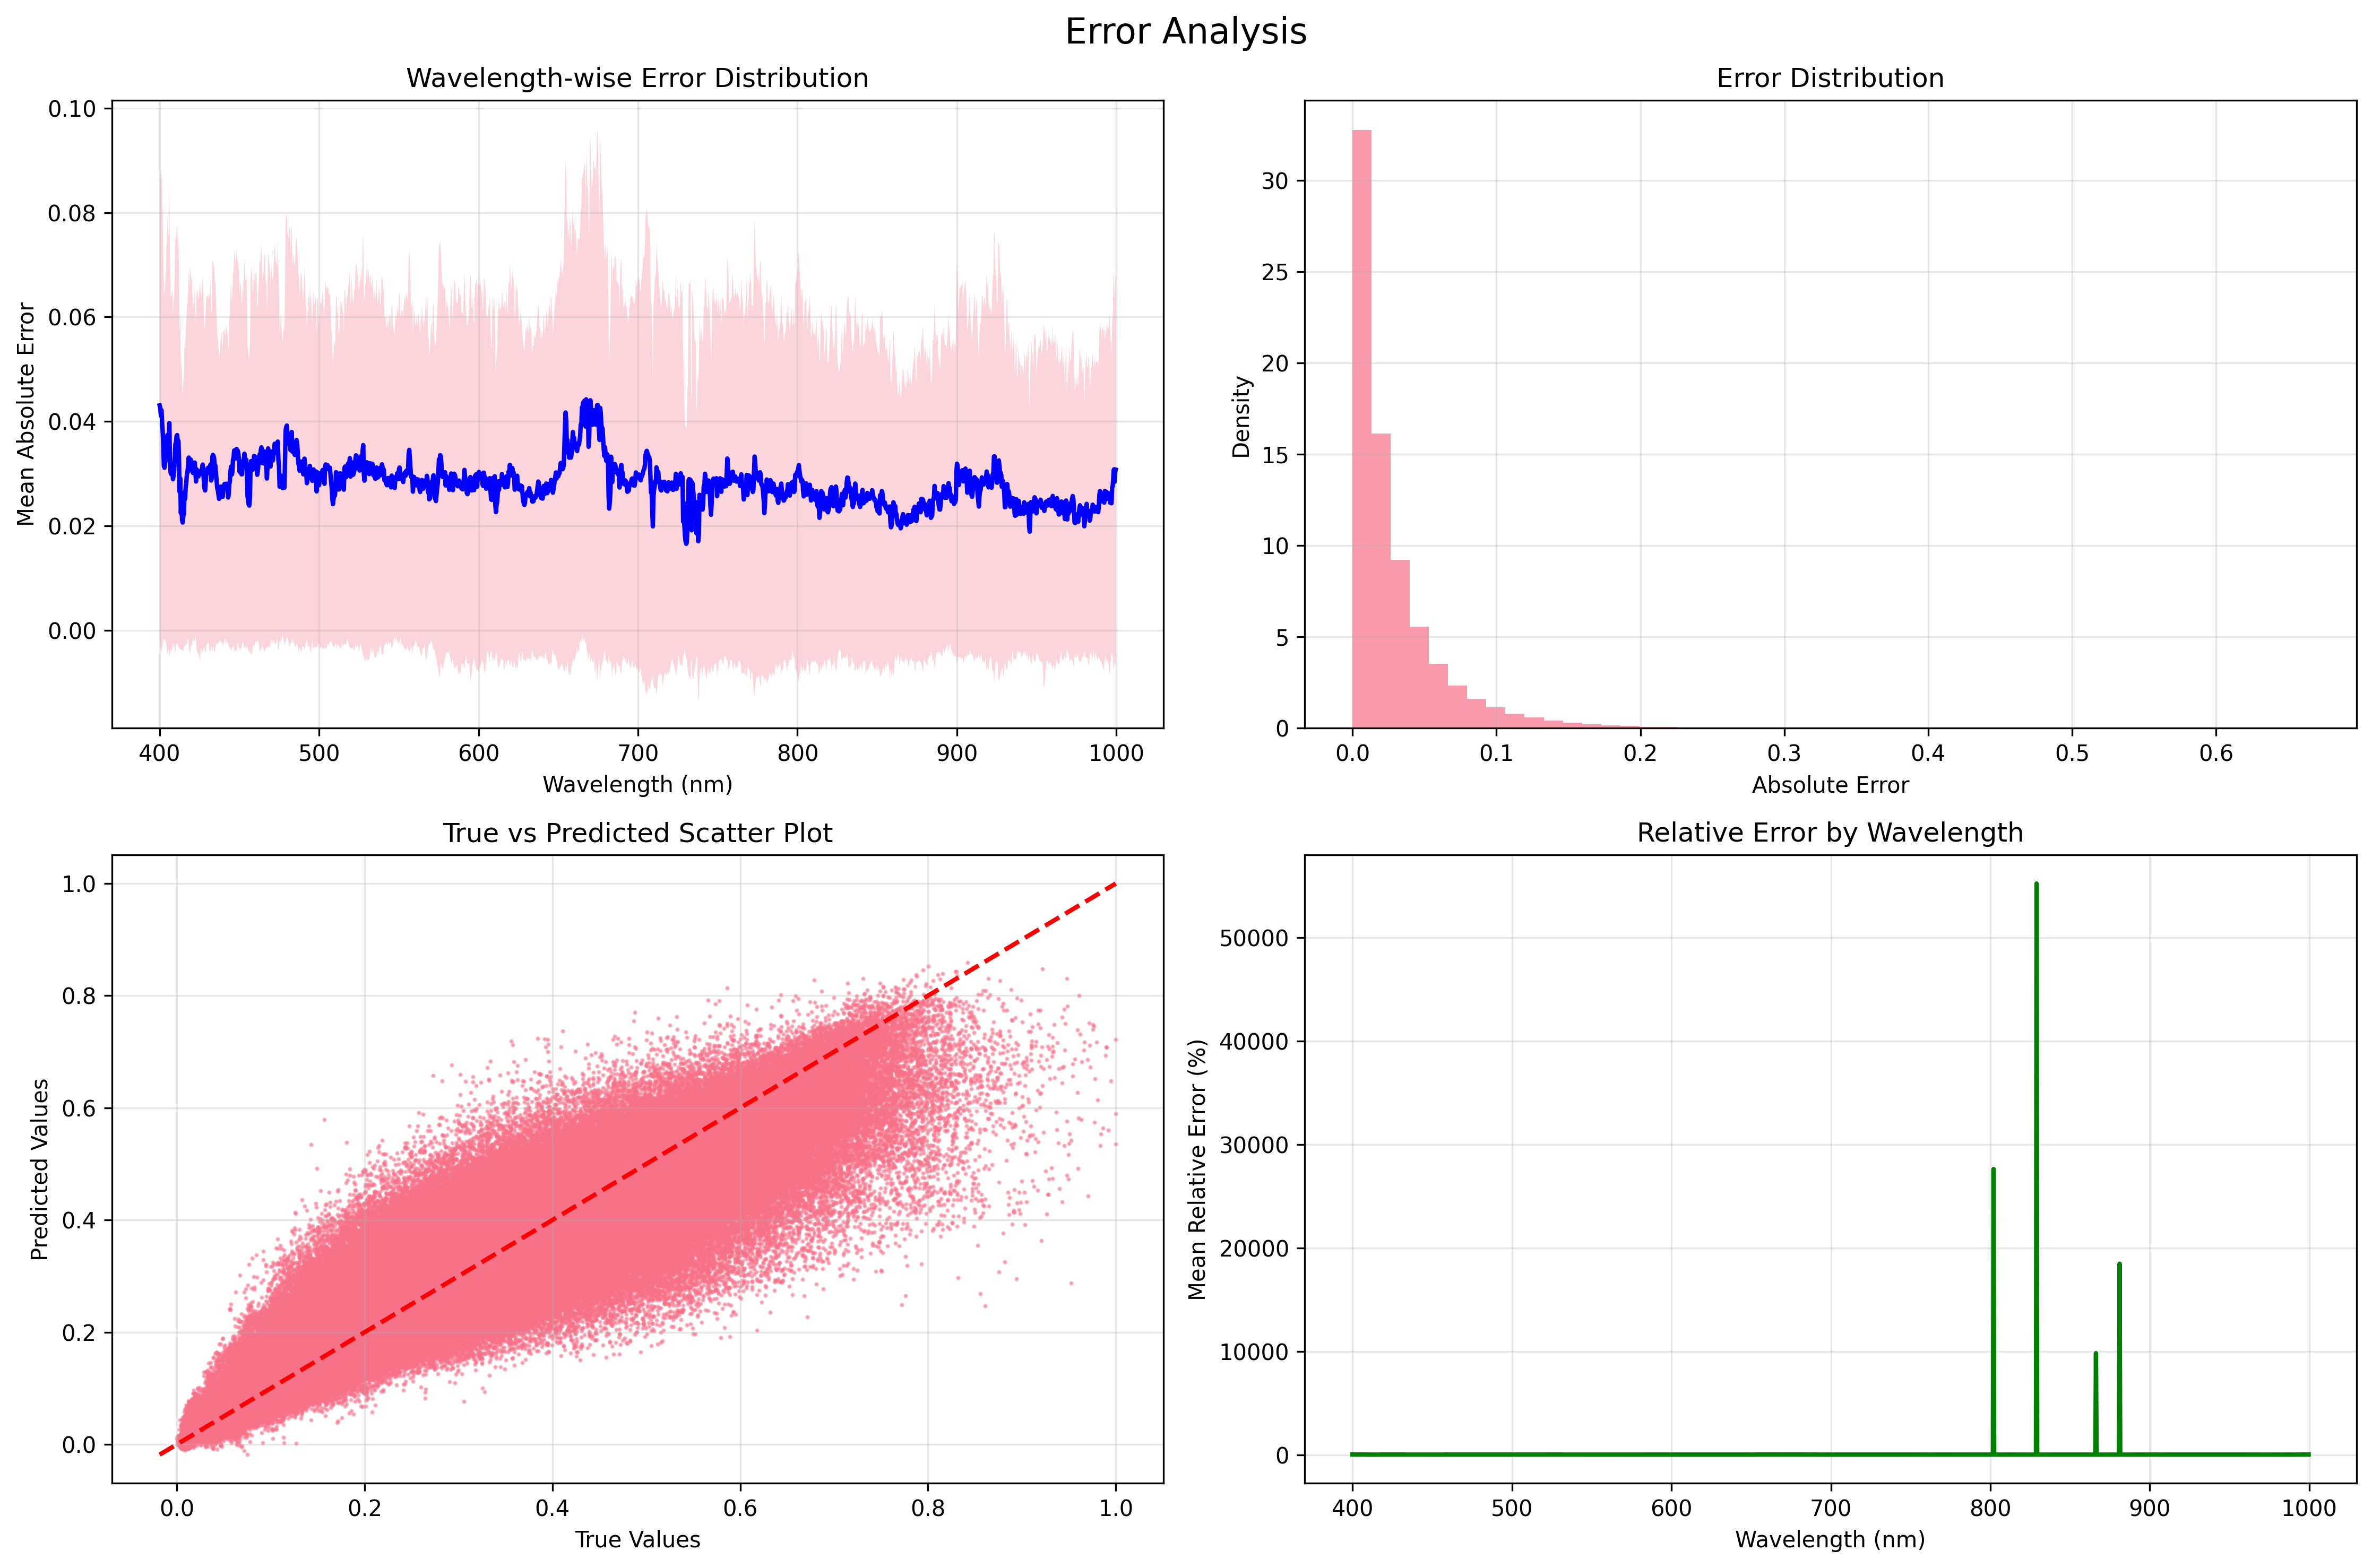 Error Analysis
Wavelength-wise Error Distribution
0.10
0.08
0.06
0.04
0.02
0.00
Mean Absolute Error
400 500 600 700 800 900 1000
Wavelength (nm)
Error Distribution
30
25
20
15
10
5
0
Density
0.0 0.1 0.2 0.3 0.4 0.5 0.6
Absolute Error
True vs Predicted Scatter Plot
1.0
0.8
0.6
0.4
0.2
0.0
Predicted Values
0.0 0.2 0.4 0.6 0.8 1.0
True Values
Relative Error by Wavelength
50000
40000
30000
20000
10000
0
Mean Relative Error (%)
400 500 600 700 800 900 1000
Wavelength (nm)